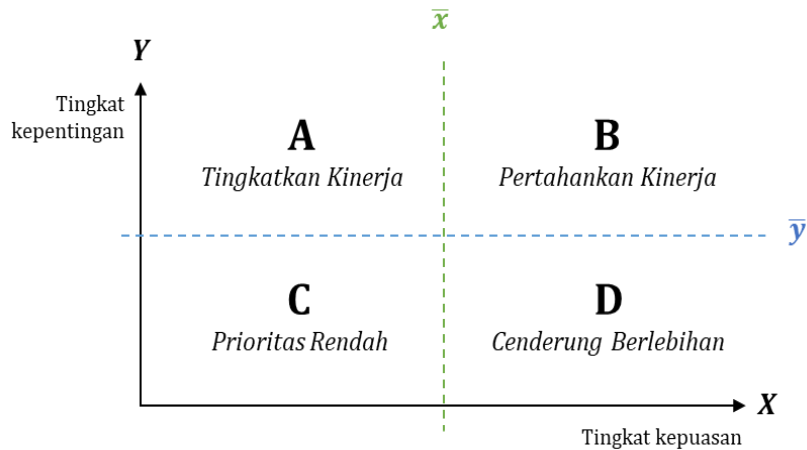 x̅
Y
Tingkat
kepentingan
A
B
Tingkatkan Kinerja
Pertahankan Kinerja
y̅
C
D
Prioritas Rendah
Cenderung Berlebihan
X
Tingkat kepuasan